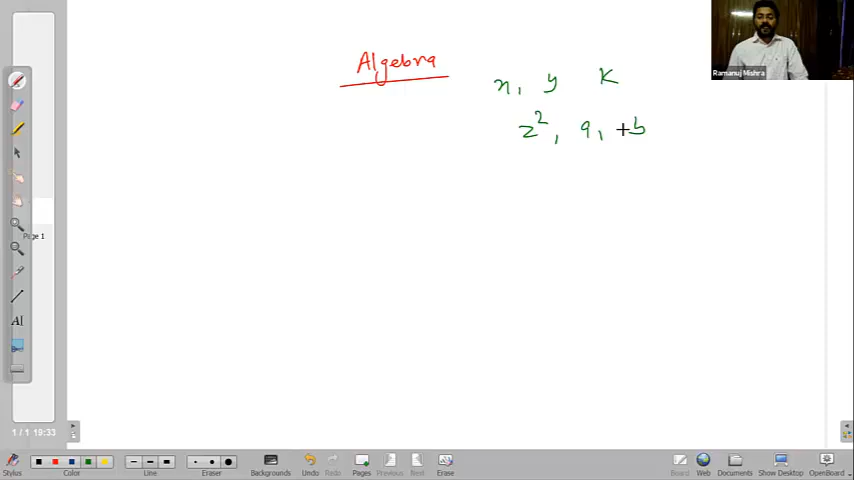 Algebra
x, y K
z², a, b
Ramanuj Mishra
Page 1
1 / 1 19:33
Stylus Color Line Eraser Backgrounds Undo Redo Pages Previous Next Erase Board Web Documents Show Desktop OpenBoard